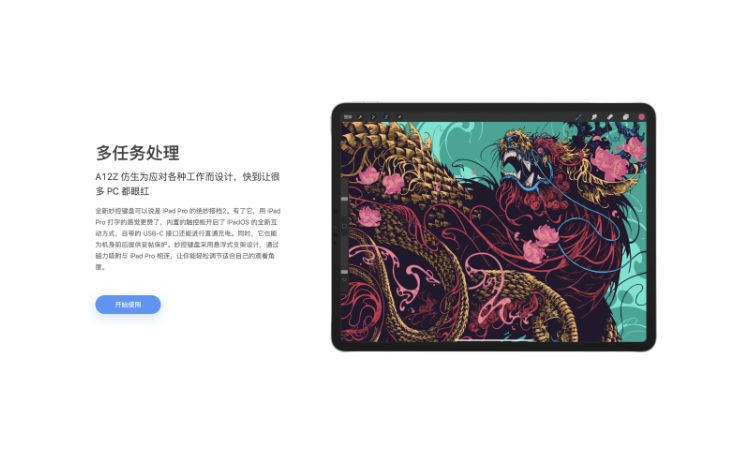 多任务处理
A12Z 仿生为应对各种工作而设计，快到让很
多 PC 都眼红
全新妙控键盘可以说是 iPad Pro 的绝妙搭档2。有了它，用 iPad
Pro 打字的感觉更赞了，内置的触控板开启了 iPadOS 的全新互
动方式，自带的 USB-C 接口还能进行直通充电。同时，它也能
为机身前后提供妥帖保护。妙控键盘采用悬浮式支架设计，通过
磁力吸附与 iPad Pro 相连，让你能轻松调节适合自己的观看角
度。
开始使用
图库